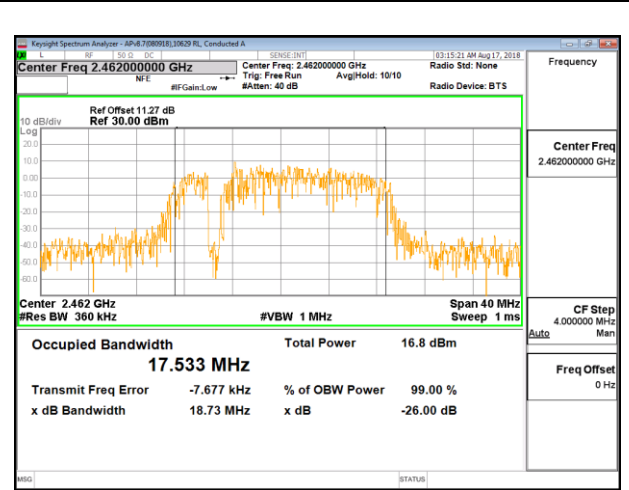 Keysight Spectrum Analyzer - APv8.7(080918),10629 RL, Conducted A
L RF 50 Ω DC SENSE:INT 03:15:21 AM Aug 17, 2018
Center Freq 2.462000000 GHz Center Freq: 2.462000000 GHz Radio Std: None Frequency
NFE Trig: Free Run Avg|Hold: 10/10
#IFGain:Low #Atten: 40 dB Radio Device: BTS
Ref Offset 11.27 dB
10 dB/div Ref 30.00 dBm
Log
20.0
10.0
0.00
-10.0
-20.0
-30.0
-40.0
-50.0
-60.0
Center Freq
2.462000000 GHz
Center 2.462 GHz Span 40 MHz
#Res BW 360 kHz #VBW 1 MHz Sweep 1 ms
CF Step
4.000000 MHz
Auto Man
Occupied Bandwidth Total Power 16.8 dBm
17.533 MHz
Freq Offset
0 Hz
Transmit Freq Error -7.677 kHz % of OBW Power 99.00 %
x dB Bandwidth 18.73 MHz x dB -26.00 dB
MSG STATUS